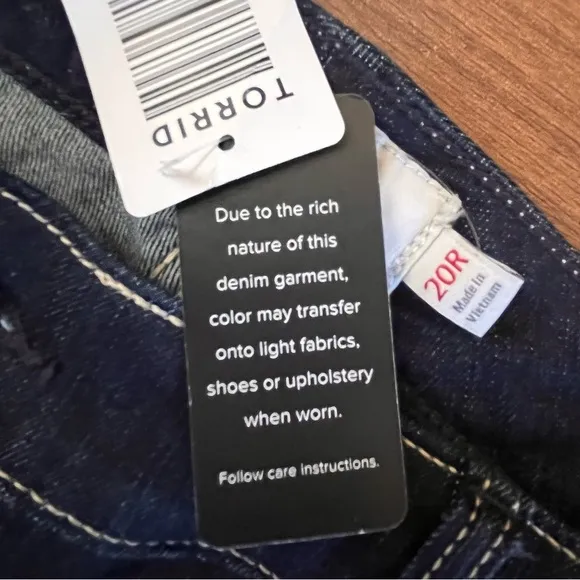 TORRID
Due to the rich
nature of this
denim garment,
color may transfer
onto light fabrics,
shoes or upholstery
when worn.
Follow care instructions.
20R
Made in
Vietnam